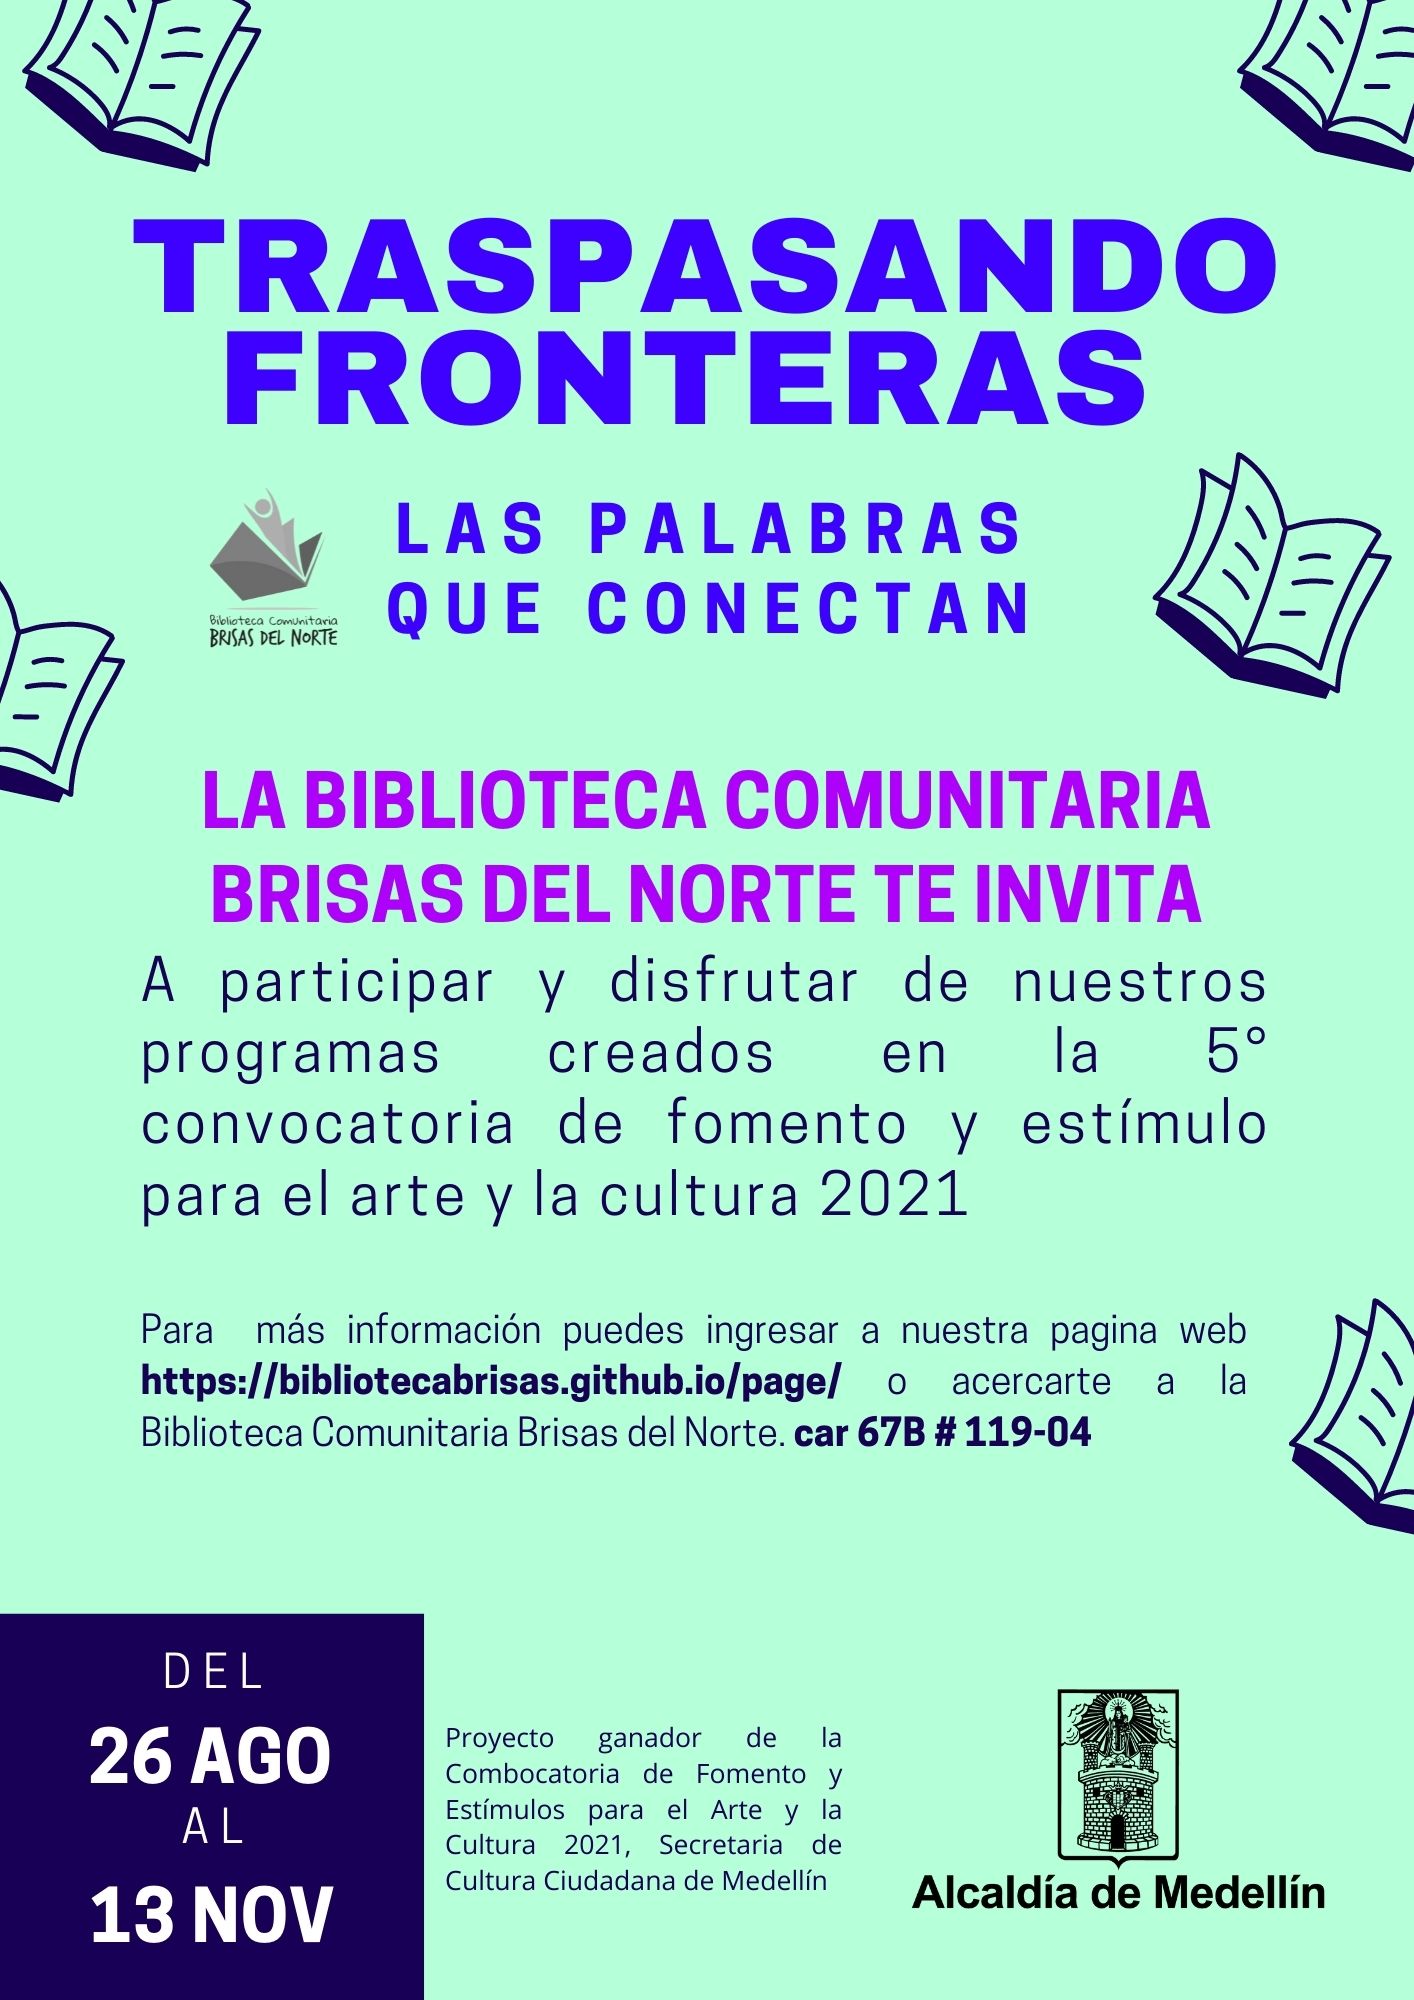 TRASPASANDO
FRONTERAS
LAS PALABRAS
QUE CONECTAN
Biblioteca Comunitaria
BRISAS DEL NORTE
LA BIBLIOTECA COMUNITARIA
BRISAS DEL NORTE TE INVITA
A participar y disfrutar de nuestros
programas creados en la 5°
convocatoria de fomento y estímulo
para el arte y la cultura 2021
Para más información puedes ingresar a nuestra pagina web
https://bibliotecabrisas.github.io/page/ o acercarte a la
Biblioteca Comunitaria Brisas del Norte. car 67B # 119-04
DEL
26 AGO
AL
13 NOV
Proyecto ganador de la
Combocatoria de Fomento y
Estímulos para el Arte y la
Cultura 2021, Secretaria de
Cultura Ciudadana de Medellín
Alcaldía de Medellín